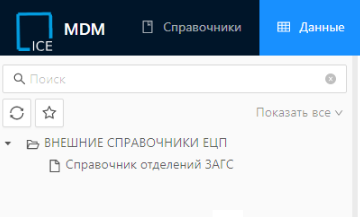 ICE
MDM
Справочники
Данные
Поиск
Показать все
ВНЕШНИЕ СПРАВОЧНИКИ ЕЦП
Справочник отделений ЗАГС